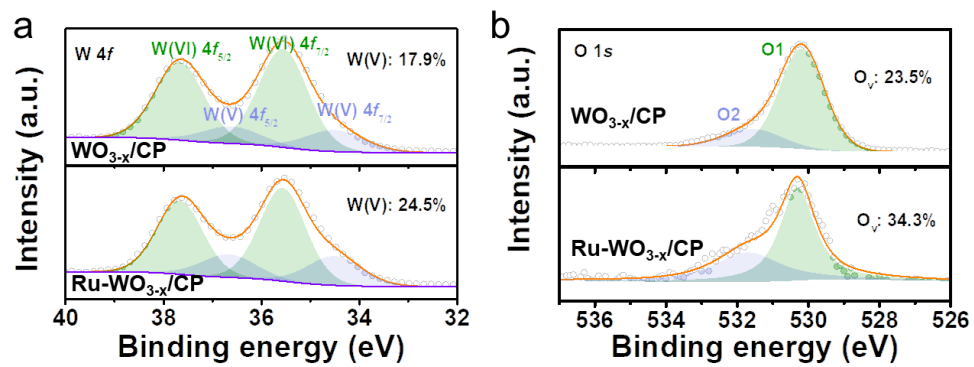 a
W 4f
W(VI) 4f5/2
W(VI) 4f7/2
W(V): 17.9%
W(V) 4f5/2
W(V) 4f7/2
WO3-x/CP
W(V): 24.5%
Ru-WO3-x/CP
Intensity (a.u.)
40 38 36 34 32
Binding energy (eV)
b
O 1s
O1
Ov: 23.5%
O2
WO3-x/CP
Ov: 34.3%
Ru-WO3-x/CP
Intensity (a.u.)
536 534 532 530 528 526
Binding energy (eV)